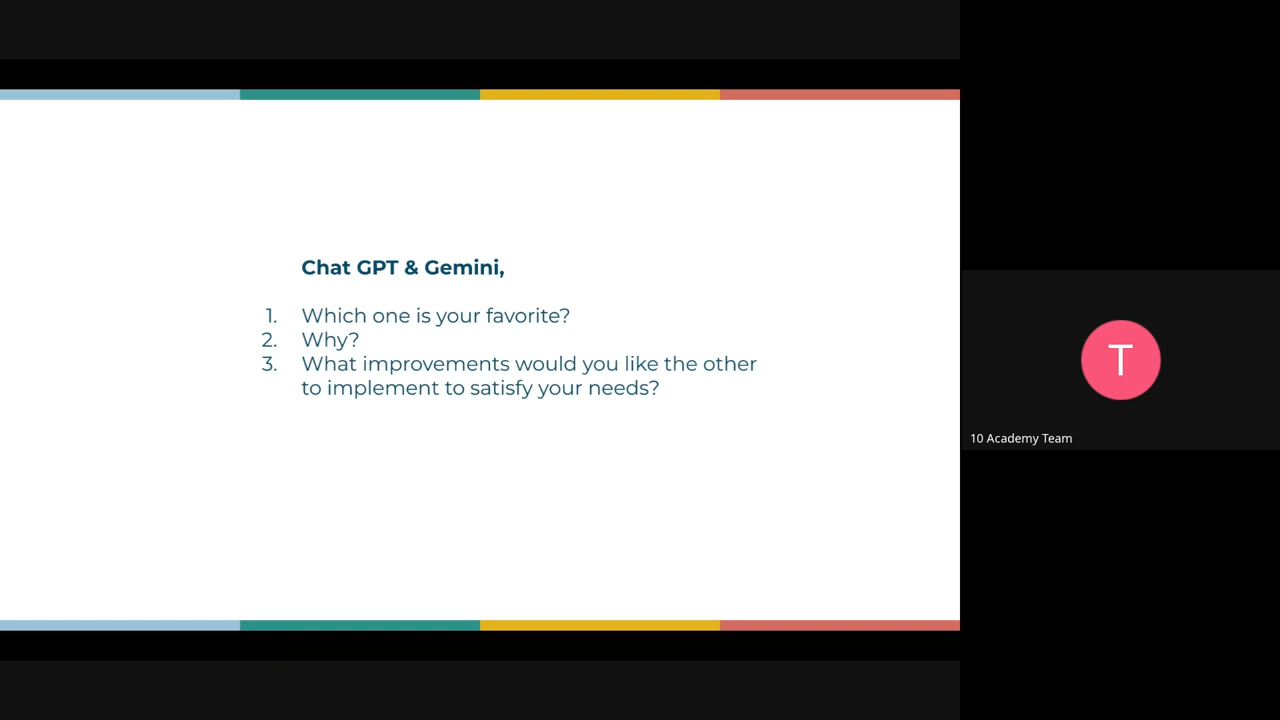 Chat GPT & Gemini,
1. Which one is your favorite?
2. Why?
3. What improvements would you like the other
to implement to satisfy your needs?
T
10 Academy Team